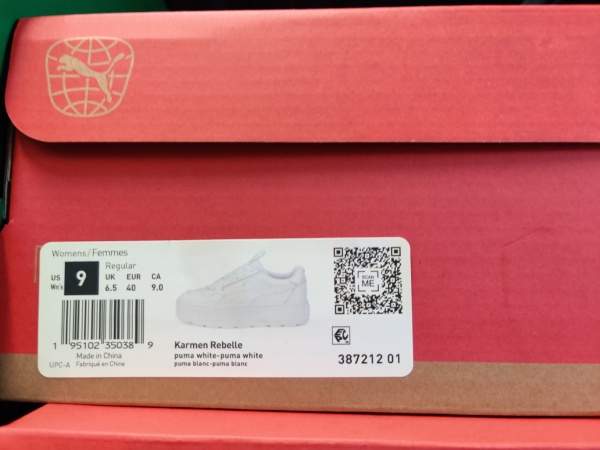 Womens/Femmes
Regular
US Wo's 9 UK 6.5 EUR 40 CA 9.0
SCAN ME
1 95102 35038 9
Made in China
UPC-A Fabriqué en Chine
Karmen Rebelle
puma white-puma white
puma blanc-puma blanc
387212 01